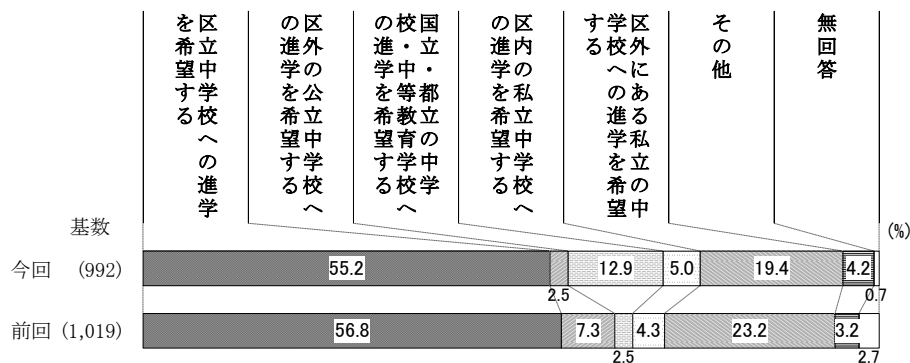 区立中学校への進学
を希望する
区外の公立中学校へ
の進学を希望する
国立・都立の中学
校・中等教育学校へ
の進学を希望する
区内の私立中学校へ
の進学を希望する
区外にある私立の中
学校への進学を希望
する
その他
無回答
基数
(%)
今回 (992)
55.2
2.5
12.9
5.0
19.4
4.2
0.7
前回 (1,019)
56.8
7.3
2.5
4.3
23.2
3.2
2.7